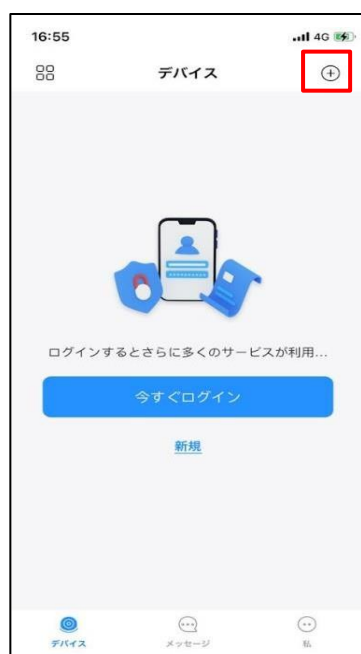 16:55
4G
デバイス
ログインするとさらに多くのサービスが利用...
今すぐログイン
新規
デバイス
メッセージ
私